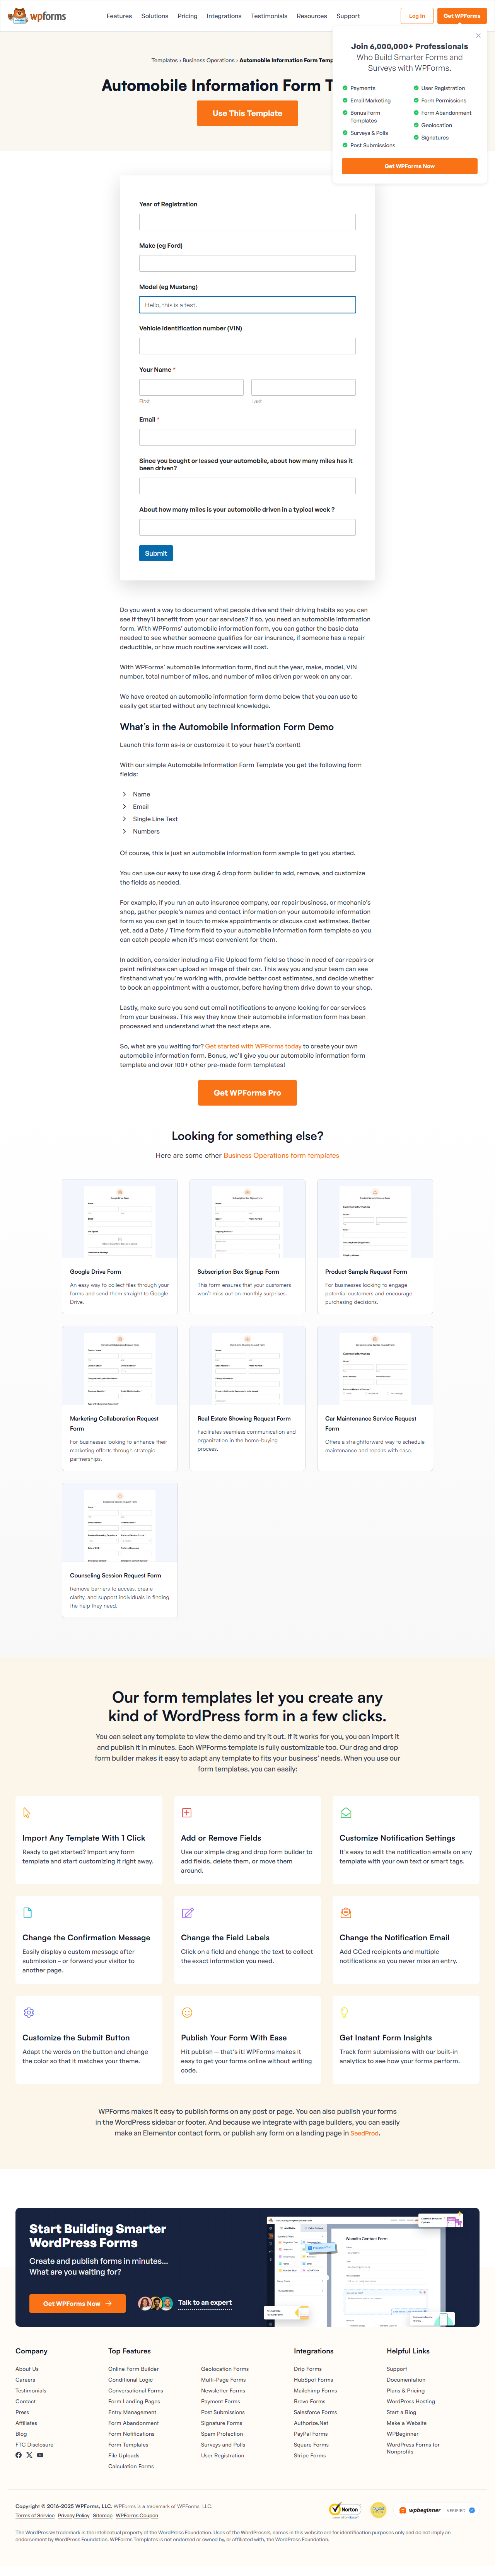 wpforms
Features Solutions Pricing Integrations Testimonials Resources Support
Log In
Get WPForms
Join 6,000,000+ Professionals
Who Build Smarter Forms and
Surveys with WPForms.
Payments
Email Marketing
Bonus Form
Templates
Surveys & Polls
Post Submissions
User Registration
Form Permissions
Form Abandonment
Geolocation
Signatures
Get WPForms Now
Templates › Business Operations › Automobile Information Form Temp
Automobile Information Form T
Use This Template
Year of Registration
Make (eg Ford)
Model (eg Mustang)
Hello, this is a test.
Vehicle Identification number (VIN)
Your Name *
First Last
Email *
Since you bought or leased your automobile, about how many miles has it
been driven?
About how many miles is your automobile driven in a typical week ?
Submit
Do you want a way to document what people drive and their driving habits so you can
see if they'll benefit from your car services? If so, you need an automobile information
form. With WPForms' automobile information form, you can gather the basic data
needed to see whether someone qualifies for car insurance, if someone has a repair
deductible, or how much routine services will cost.
With WPForms' automobile information form, find out the year, make, model, VIN
number, total number of miles, and number of miles driven per week on any car.
We have created an automobile information form demo below that you can use to
easily get started without any technical knowledge.
What's in the Automobile Information Form Demo
Launch this form as-is or customize it to your heart's content!
With our simple Automobile Information Form Template you get the following form
fields:
Name
Email
Single Line Text
Numbers
Of course, this is just an automobile information form sample to get you started.
You can use our easy to use drag & drop form builder to add, remove, and customize
the fields as needed.
For example, if you run an auto insurance company, car repair business, or mechanic's
shop, gather people's names and contact information on your automobile information
form so you can get in touch to make appointments or discuss cost estimates. Better
yet, add a Date / Time form field to your automobile information form template so you
can catch people when it's most convenient for them.
In addition, consider including a File Upload form field so those in need of car repairs or
paint refinishes can upload an image of their car. This way you and your team can see
firsthand what you're working with, provide better cost estimates, and decide whether
to book an appointment with a customer, before having them drive down to your shop.
Lastly, make sure you send out email notifications to anyone looking for car services
from your business. This way they know their automobile information form has been
processed and understand what the next steps are.
So, what are you waiting for? Get started with WPForms today to create your own
automobile information form. Bonus, we'll give you our automobile information form
template and over 100+ other pre-made form templates!
Get WPForms Pro
Looking for something else?
Here are some other Business Operations form templates
Google Drive Form
An easy way to collect files through your
forms and send them straight to Google
Drive.
Subscription Box Signup Form
This form ensures that your customers
won't miss out on monthly surprises.
Product Sample Request Form
For businesses looking to engage
potential customers and encourage
purchasing decisions.
Marketing Collaboration Request
Form
For businesses looking to enhance their
marketing efforts through strategic
partnerships.
Real Estate Showing Request Form
Facilitates seamless communication and
organization in the home-buying
process.
Car Maintenance Service Request
Form
Offers a straightforward way to schedule
maintenance and repairs with ease.
Counseling Session Request Form
Remove barriers to access, create
clarity, and support individuals in finding
the help they need.
Our form templates let you create any
kind of WordPress form in a few clicks.
You can select any template to view the demo and try it out. If it works for you, you can import it
and publish it in minutes. Each WPForms template is fully customizable too. Our drag and drop
form builder makes it easy to adapt any template to fits your business' needs. When you use our
form templates, you can easily:
Import Any Template With 1 Click
Ready to get started? Import any form
template and start customizing it right away.
Add or Remove Fields
Use our simple drag and drop form builder to
add fields, delete them, or move them
around.
Customize Notification Settings
It's easy to edit the notification emails on any
template with your own text or smart tags.
Change the Confirmation Message
Easily display a custom message after
submission – or forward your visitor to
another page.
Change the Field Labels
Click on a field and change the text to collect
the exact information you need.
Change the Notification Email
Add CCed recipients and multiple
notifications so you never miss an entry.
Customize the Submit Button
Adapt the words on the button and change
the color so that it matches your theme.
Publish Your Form With Ease
Hit publish — that's it! WPForms makes it
easy to get your forms online without writing
code.
Get Instant Form Insights
Track form submissions with our built-in
analytics to see how your forms perform.
WPForms makes it easy to publish forms on any post or page. You can also publish your forms
in the WordPress sidebar or footer. And because we integrate with page builders, you can easily
make an Elementor contact form, or publish any form on a landing page in SeedProd.
Start Building Smarter
WordPress Forms
Create and publish forms in minutes...
What are you waiting for?
Get WPForms Now
Talk to an expert
Website Contact Form
Company
About Us
Careers
Testimonials
Contact
Press
Affiliates
Blog
FTC Disclosure
Top Features
Online Form Builder
Conditional Logic
Conversational Forms
Form Landing Pages
Entry Management
Form Abandonment
Form Notifications
Form Templates
File Uploads
Calculation Forms
Geolocation Forms
Multi-Page Forms
Newsletter Forms
Payment Forms
Post Submissions
Signature Forms
Spam Protection
Surveys and Polls
User Registration
Integrations
Drip Forms
HubSpot Forms
Mailchimp Forms
Brevo Forms
Salesforce Forms
Authorize.Net
PayPal Forms
Square Forms
Stripe Forms
Helpful Links
Support
Documentation
Plans & Pricing
WordPress Hosting
Start a Blog
Make a Website
WPBeginner
WordPress Forms for
Nonprofits
Copyright © 2016-2025 WPForms, LLC. WPForms is a trademark of WPForms, LLC.
Terms of Service Privacy Policy Sitemap WPForms Coupon
Norton
wpbeginner VERIFIED
The WordPress® trademark is the intellectual property of the WordPress Foundation. Uses of the WordPress®, names in this website are for identification purposes only and do not imply an
endorsement by WordPress Foundation. WPForms Templates is not endorsed or owned by, or affiliated with, the WordPress Foundation.